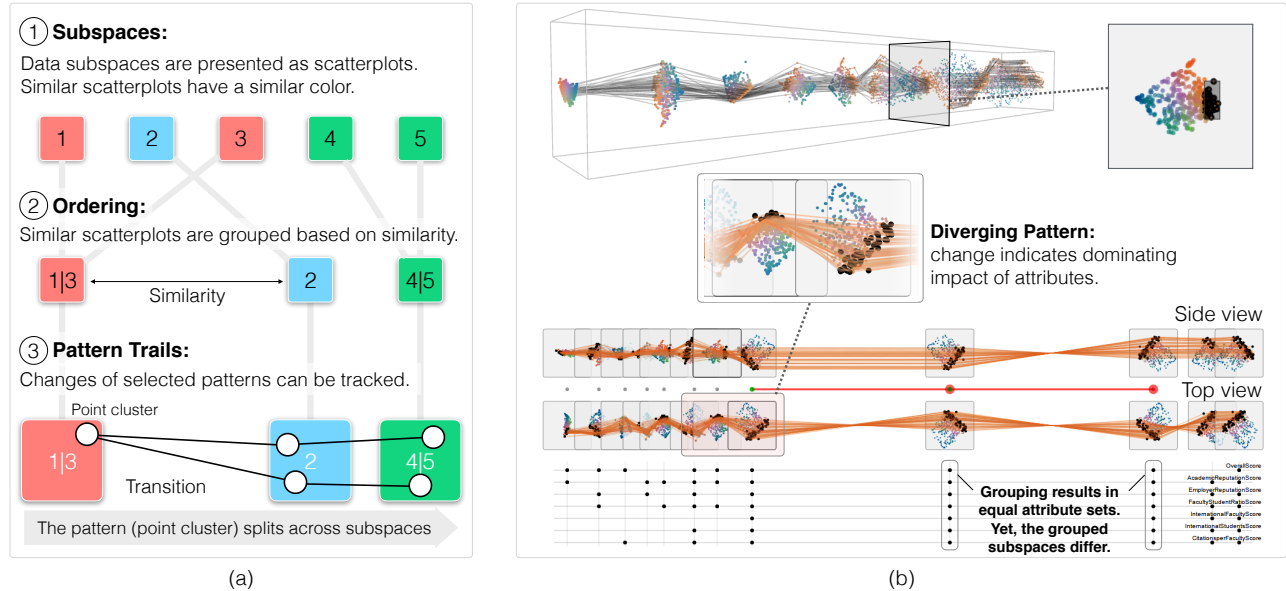 1 Subspaces:
Data subspaces are presented as scatterplots.
Similar scatterplots have a similar color.
1 2 3 4 5
2 Ordering:
Similar scatterplots are grouped based on similarity.
1|3 2 4|5
Similarity
3 Pattern Trails:
Changes of selected patterns can be tracked.
Point cluster
1|3 2 4|5
Transition
The pattern (point cluster) splits across subspaces
(a)
Diverging Pattern:
change indicates dominating
impact of attributes.
Side view
Top view
OverallScore
AcademicReputationScore
EmployerReputationScore
FacultyStudentRatioScore
InternationalFacultyScore
InternationalStudentsScore
CitationsperFacultyScore
Grouping results in
equal attribute sets.
Yet, the grouped
subspaces differ.
(b)